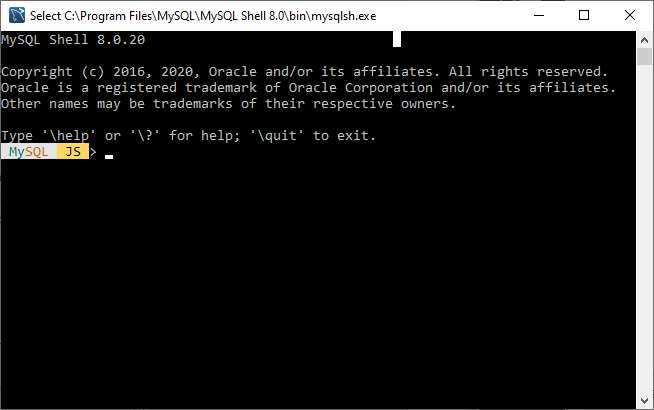 Select C:\Program Files\MySQL\MySQL Shell 8.0\bin\mysqlsh.exe
MySQL Shell 8.0.20
Copyright (c) 2016, 2020, Oracle and/or its affiliates. All rights reserved.
Oracle is a registered trademark of Oracle Corporation and/or its affiliates.
Other names may be trademarks of their respective owners.
Type '\help' or '\?' for help; '\quit' to exit.
MySQL JS >